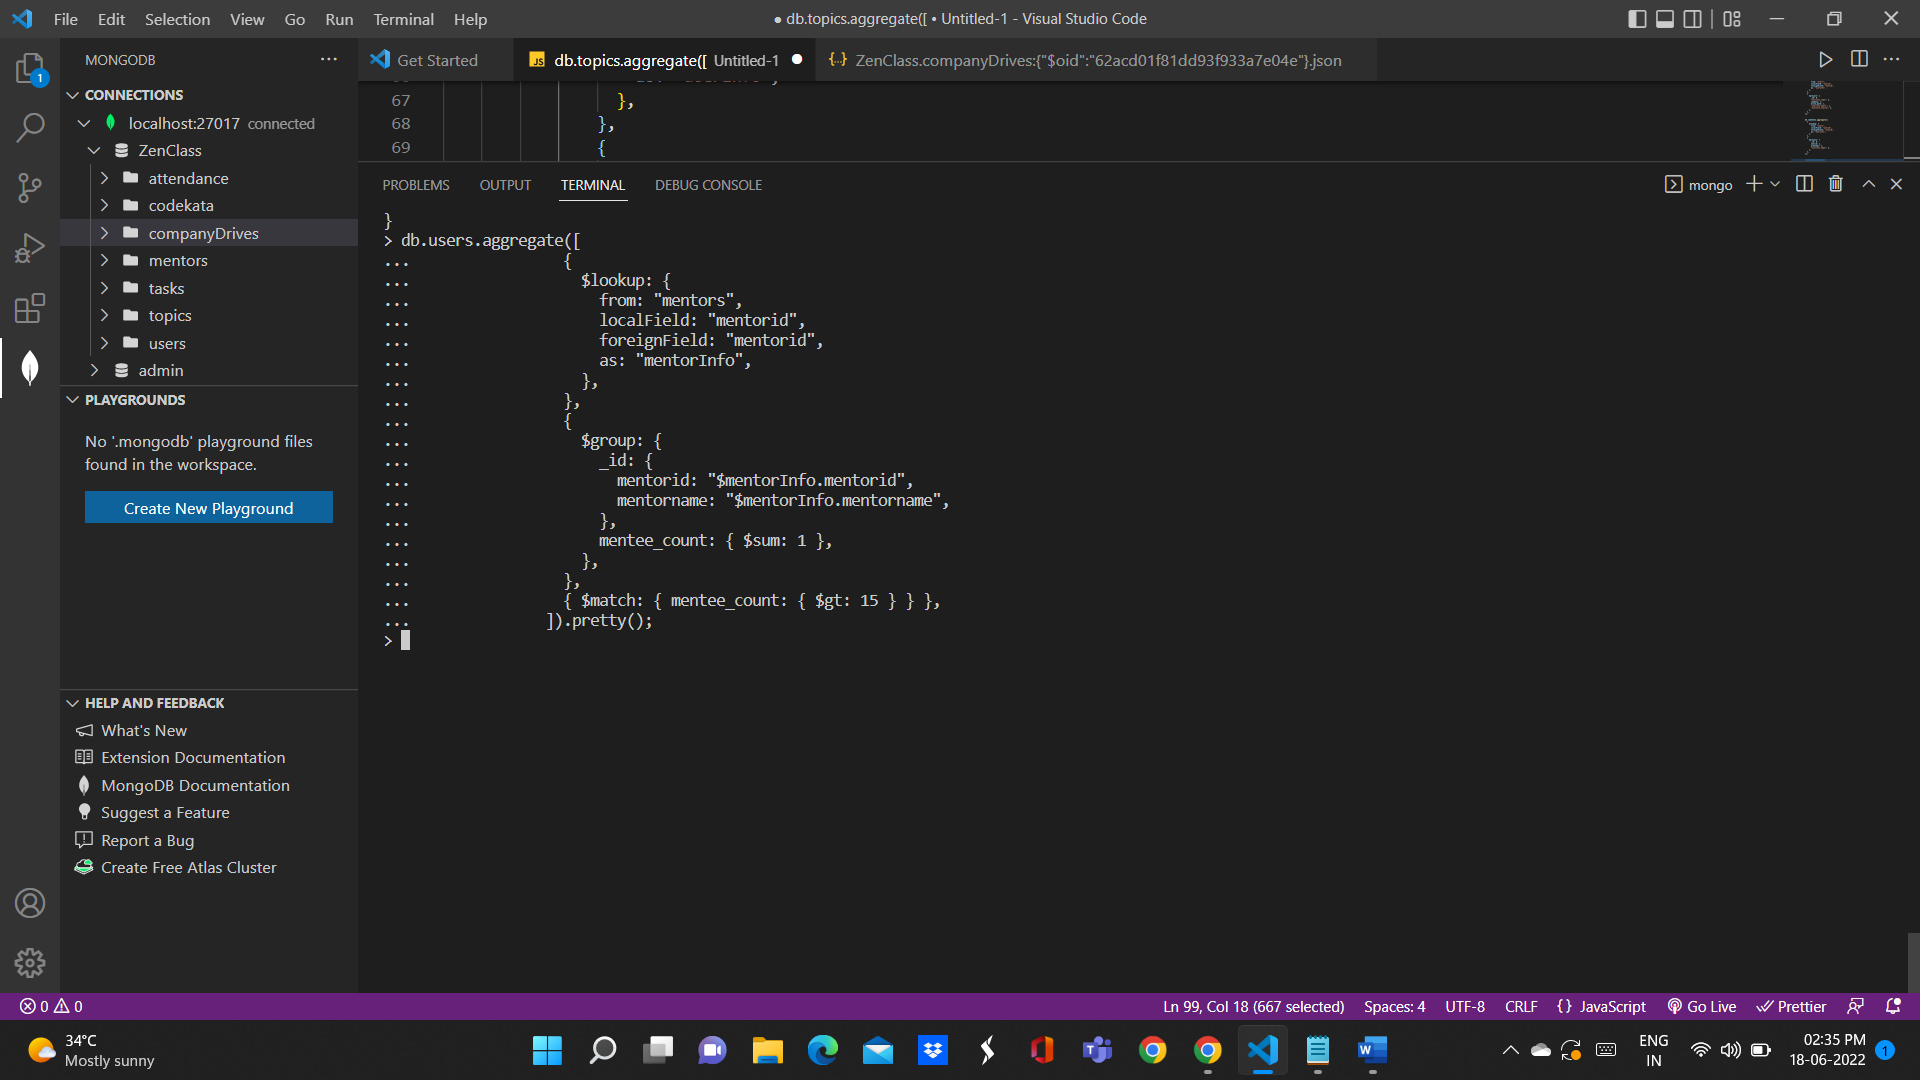 File Edit Selection View Go Run Terminal Help
● db.topics.aggregate([ • Untitled-1 - Visual Studio Code
MONGODB
Get Started
db.topics.aggregate([ Untitled-1 ●
ZenClass.companyDrives:{"$oid":"62acd01f81dd93f933a7e04e"}.json
1
CONNECTIONS
localhost:27017 connected
ZenClass
attendance
codekata
companyDrives
mentors
tasks
topics
users
admin
PLAYGROUNDS
No '.mongodb' playground files
found in the workspace.
Create New Playground
HELP AND FEEDBACK
What's New
Extension Documentation
MongoDB Documentation
Suggest a Feature
Report a Bug
Create Free Atlas Cluster
67 },
68 },
69 {
PROBLEMS OUTPUT TERMINAL DEBUG CONSOLE
mongo
}
> db.users.aggregate([
... {
... $lookup: {
... from: "mentors",
... localField: "mentorid",
... foreignField: "mentorid",
... as: "mentorInfo",
... },
... },
... {
... $group: {
... _id: {
... mentorid: "$mentorInfo.mentorid",
... mentorname: "$mentorInfo.mentorname",
... },
... mentee_count: { $sum: 1 },
... },
... },
... { $match: { mentee_count: { $gt: 15 } } },
... ]).pretty();
>
0 0
Ln 99, Col 18 (667 selected) Spaces: 4 UTF-8 CRLF {} JavaScript Go Live Prettier
34°C
Mostly sunny
ENG
IN
02:35 PM
18-06-2022
1